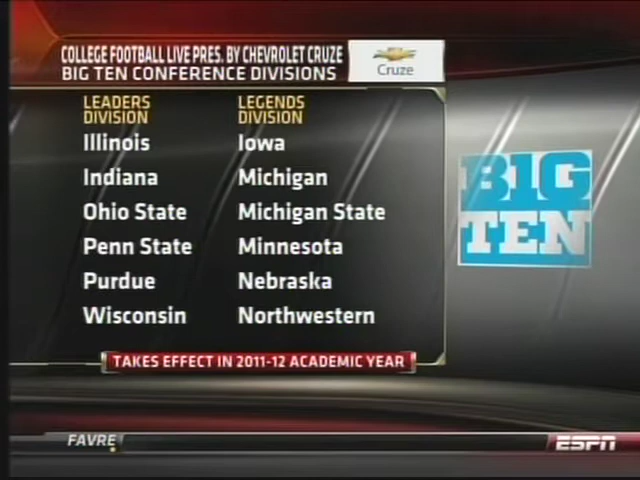 COLLEGE FOOTBALL LIVE PRES. BY CHEVROLET CRUZE
BIG TEN CONFERENCE DIVISIONS
Cruze
LEADERS DIVISION
Illinois
Indiana
Ohio State
Penn State
Purdue
Wisconsin
LEGENDS DIVISION
Iowa
Michigan
Michigan State
Minnesota
Nebraska
Northwestern
B1G
TEN
TAKES EFFECT IN 2011-12 ACADEMIC YEAR
FAVRE
ESPN